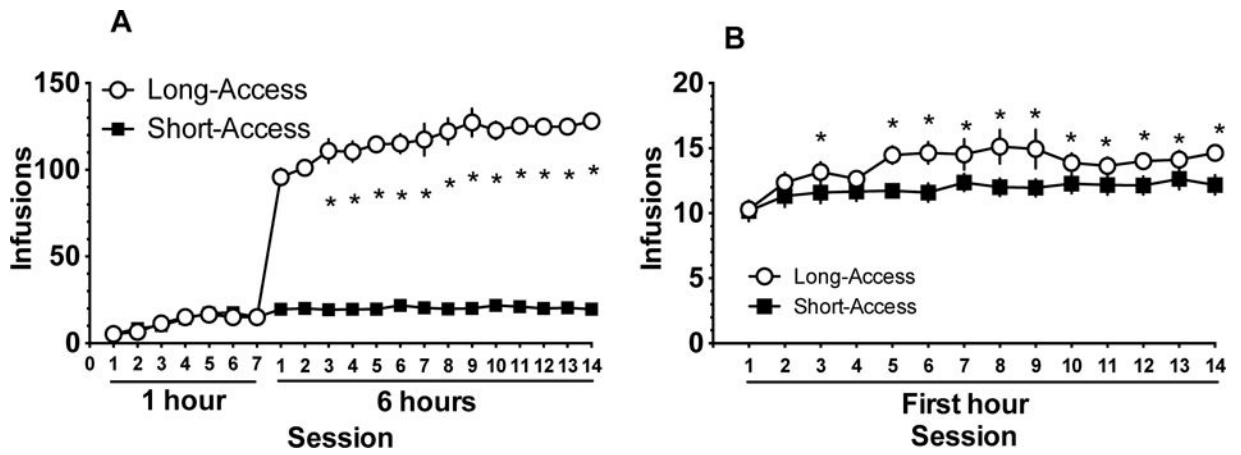 A
Infusions
150
100
50
0
Long-Access
Short-Access
* * * * * * * * * * * *
0 1 2 3 4 5 6 7 1 2 3 4 5 6 7 8 9 10 11 12 13 14
1 hour 6 hours
Session
B
Infusions
20
15
10
5
0
* * * * * * * * * * *
Long-Access
Short-Access
1 2 3 4 5 6 7 8 9 10 11 12 13 14
First hour
Session